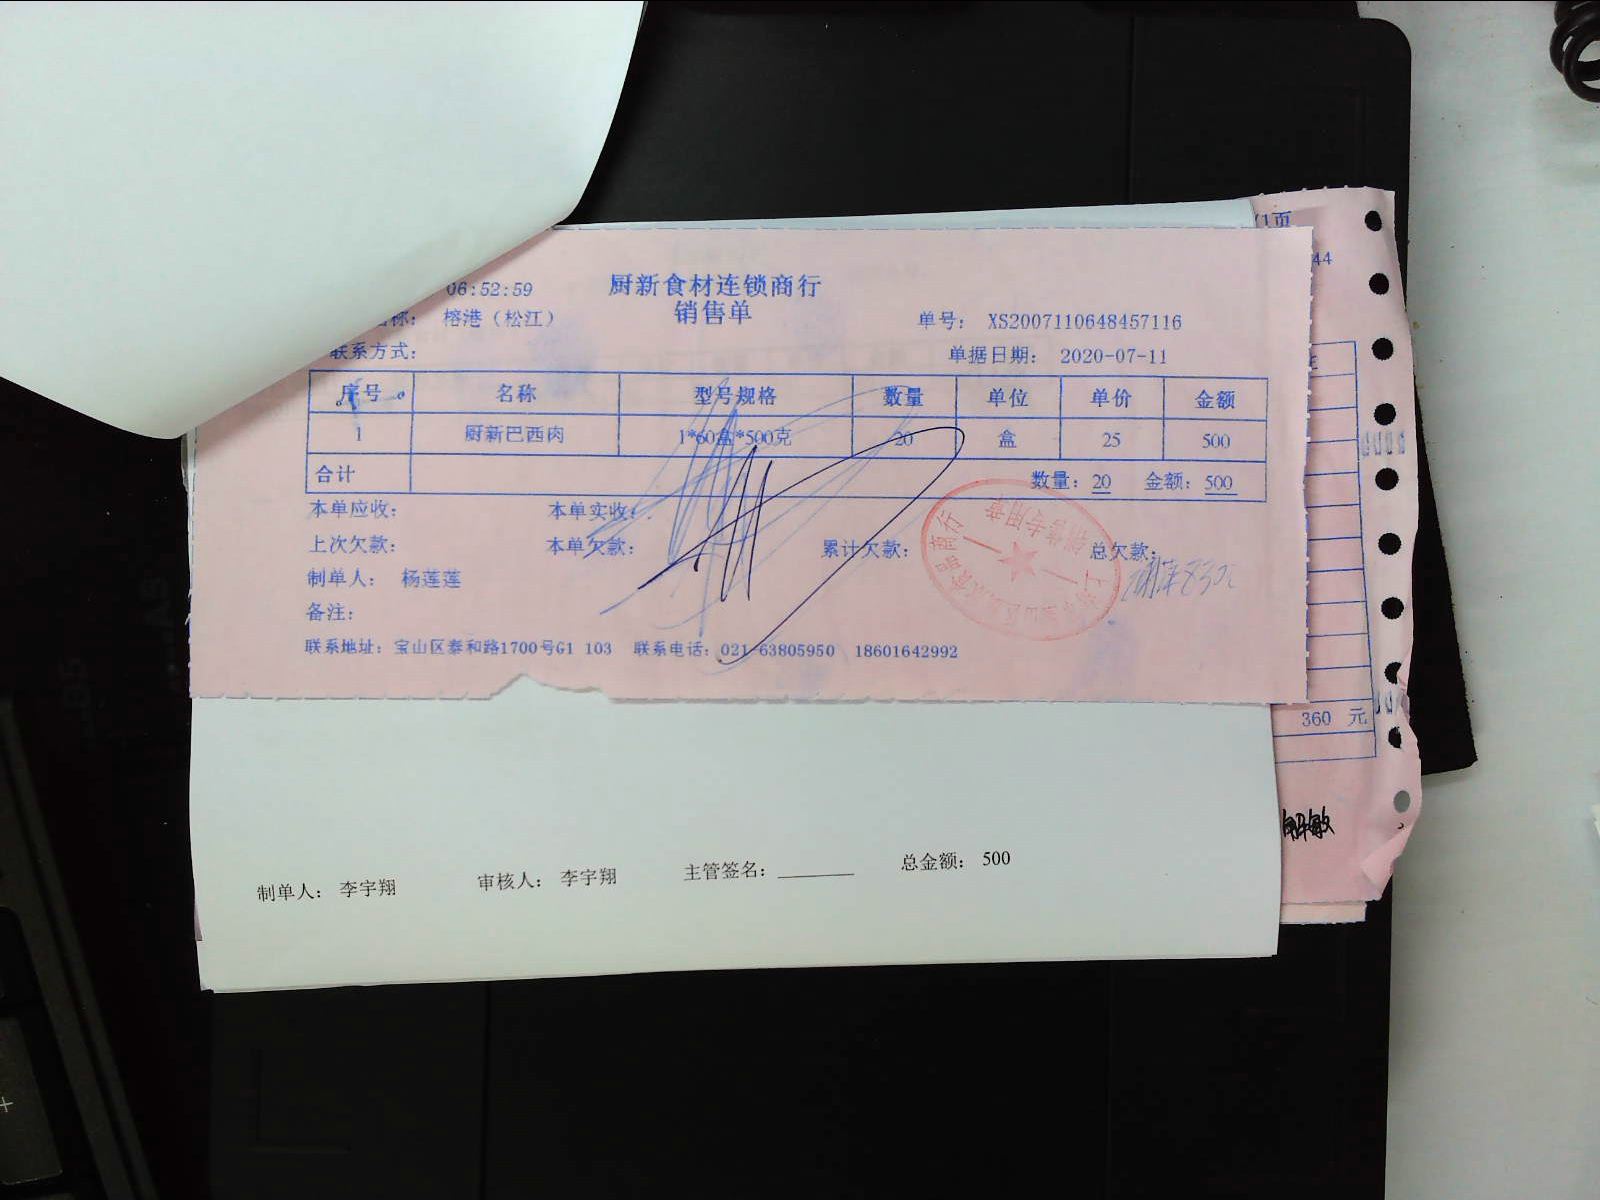 06:52:59 厨新食材连锁商行
销售单
称： 榕港（松江） 单号： XS2007110648457116
联系方式： 单据日期： 2020-07-11
序号 名称 型号规格 数量 单位 单价 金额
1 厨新巴西肉 1*60盒*500克 20 盒 25 500
合计 数量：20 金额：500
本单应收： 本单实收：
上次欠款： 本单欠款： 累计欠款： 总欠款：
制单人： 杨莲莲
备注：
联系地址：宝山区泰和路1700号G1 103 联系电话：021-63805950 18601642992
制单人： 李宇翔 审核人： 李宇翔 主管签名： 总金额： 500
/1页
44
360 元